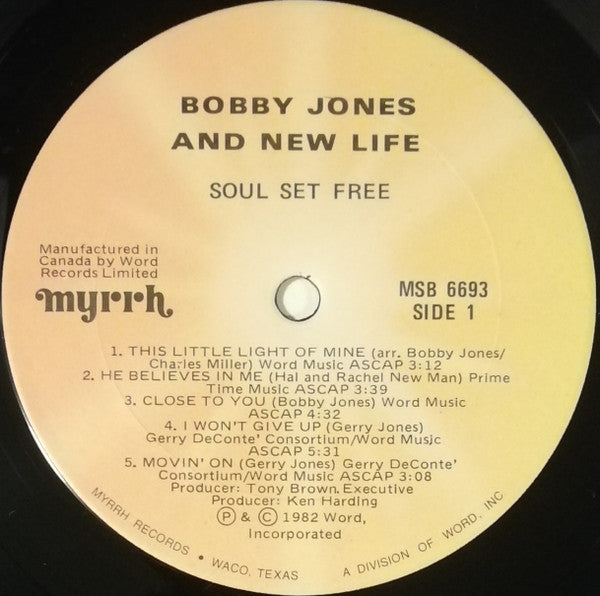 BOBBY JONES
AND NEW LIFE
SOUL SET FREE
Manufactured in
Canada by Word
Records Limited
myrrh.
MSB 6693
SIDE 1
1. THIS LITTLE LIGHT OF MINE (arr. Bobby Jones/
Charles Miller) Word Music ASCAP 3:12
2. HE BELIEVES IN ME (Hal and Rachel New Man) Prime
Time Music ASCAP 3:39
3. CLOSE TO YOU (Bobby Jones) Word Music
ASCAP 4:32
4. I WON'T GIVE UP (Gerry Jones)
Gerry DeConte' Consortium/Word Music
ASCAP 5:31
5. MOVIN' ON (Gerry Jones) Gerry DeConte'
Consortium/Word Music ASCAP 3:08
Producer: Tony Brown. Executive
Producer: Ken Harding
Ⓟ & © 1982 Word,
Incorporated
MYRRH RECORDS • WACO, TEXAS A DIVISION OF WORD, INC